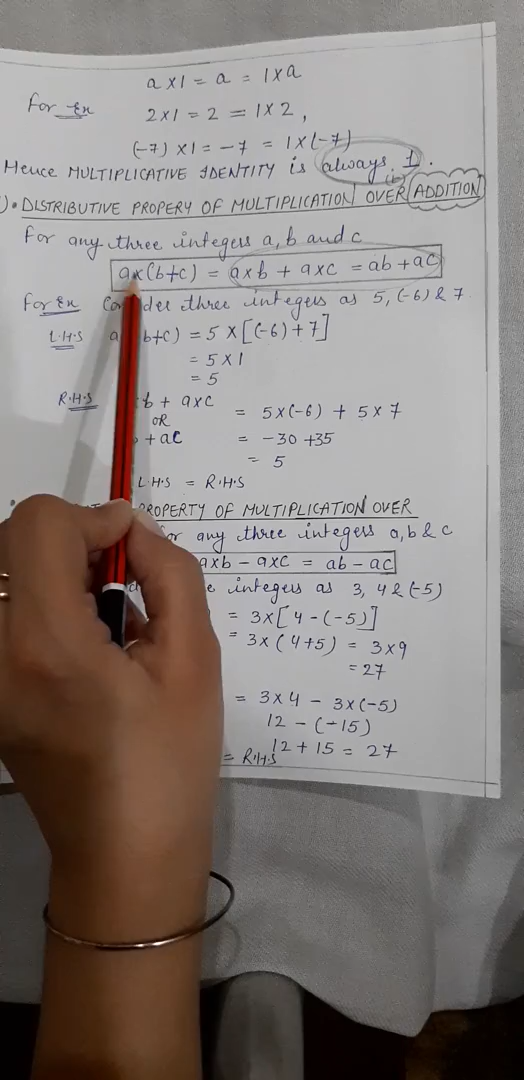 a×1 = a = 1×a
For Ex 2×1 = 2 = 1×2,
(-7)×1 = -7 = 1×(-7)
Hence MULTIPLICATIVE IDENTITY is always 1.
• DISTRIBUTIVE PROPERY OF MULTIPLICATION OVER ADDITION
For any three integers a, b and c
a×(b+c) = a×b + a×c = ab + ac
For Ex three integers as 5, (-6) & 7
L.H.S b+c) = 5×[(-6)+7]
= 5×1
= 5
R.H.S b + a×c = 5×(-6) + 5×7
OR
+ ac = -30 +35
= 5
L.H.S = R.H.S
PROPERTY OF MULTIPLICATION OVER
any three integers a, b & c
a×b - a×c = ab - ac
integers as 3, 4 & (-5)
= 3×[4-(-5)]
= 3×(4+5) = 3×9
= 27
= 3×4 - 3×(-5)
12 - (-15)
12 + 15 = 27
= R.H.S